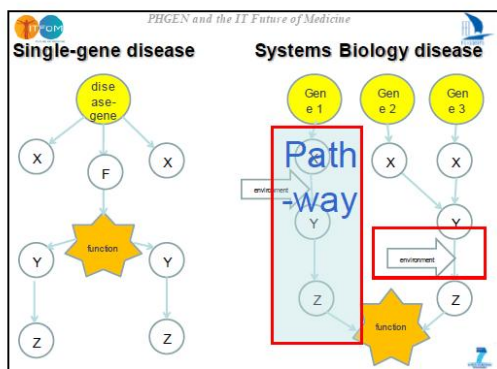 PHGEN and the IT Future of Medicine
ITFOM
Single-gene disease
Systems Biology disease
dise
ase-
gene
X
F
X
function
Y
Y
Z
Z
Gen
e 1
Gen
e 2
Gen
e 3
Path
-way
X
X
environment
Y
Y
environment
Z
Z
function